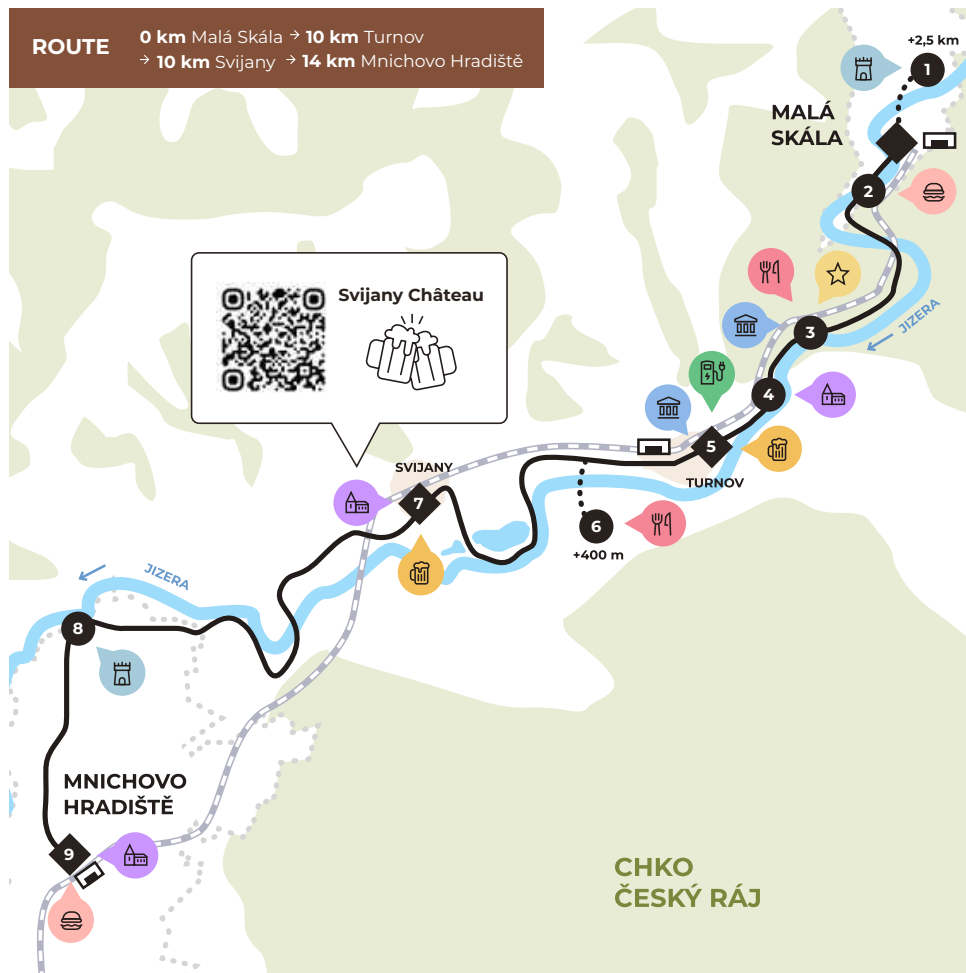 ROUTE
0 km Malá Skála → 10 km Turnov
→ 10 km Svijany → 14 km Mnichovo Hradiště
+2,5 km
1
MALÁ
SKÁLA
2
JIZERA
3
Svijany Château
4
5
TURNOV
SVIJANY
7
6
+400 m
JIZERA
8
MNICHOVO
HRADIŠTĚ
9
CHKO
ČESKÝ RÁJ